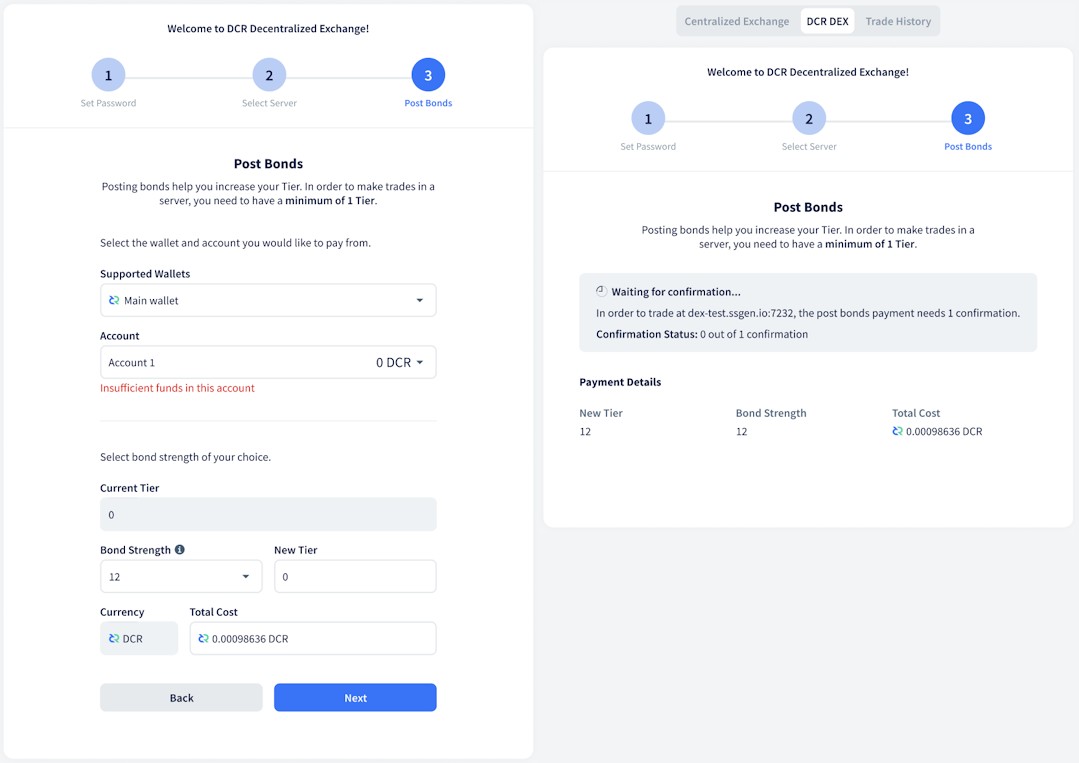 Welcome to DCR Decentralized Exchange!
1
2
3
Set Password
Select Server
Post Bonds
Post Bonds
Posting bonds help you increase your Tier. In order to make trades in a
server, you need to have a minimum of 1 Tier.
Select the wallet and account you would like to pay from.
Supported Wallets
Main wallet
Account
Account 1
0 DCR
Insufficient funds in this account
Select bond strength of your choice.
Current Tier
0
Bond Strength
New Tier
12
0
Currency
Total Cost
DCR
0.00098636 DCR
Back
Next
Centralized Exchange
DCR DEX
Trade History
Welcome to DCR Decentralized Exchange!
1
2
3
Set Password
Select Server
Post Bonds
Post Bonds
Posting bonds help you increase your Tier. In order to make trades in a
server, you need to have a minimum of 1 Tier.
Waiting for confirmation...
In order to trade at dex-test.ssgen.io:7232, the post bonds payment needs 1 confirmation.
Confirmation Status: 0 out of 1 confirmation
Payment Details
New Tier
Bond Strength
Total Cost
12
12
0.00098636 DCR